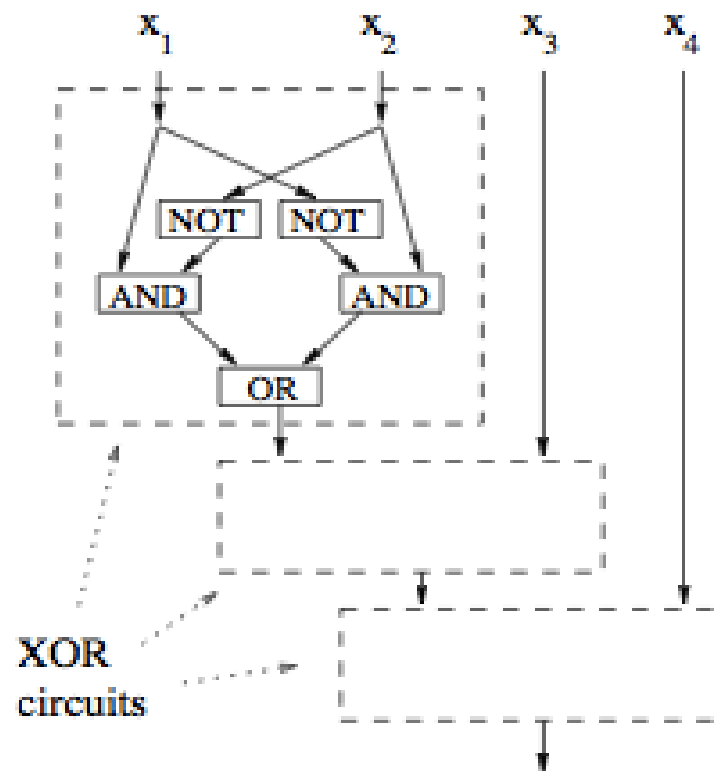 x₁ x₂ x₃ x₄
NOT NOT
AND AND
OR
XOR
circuits